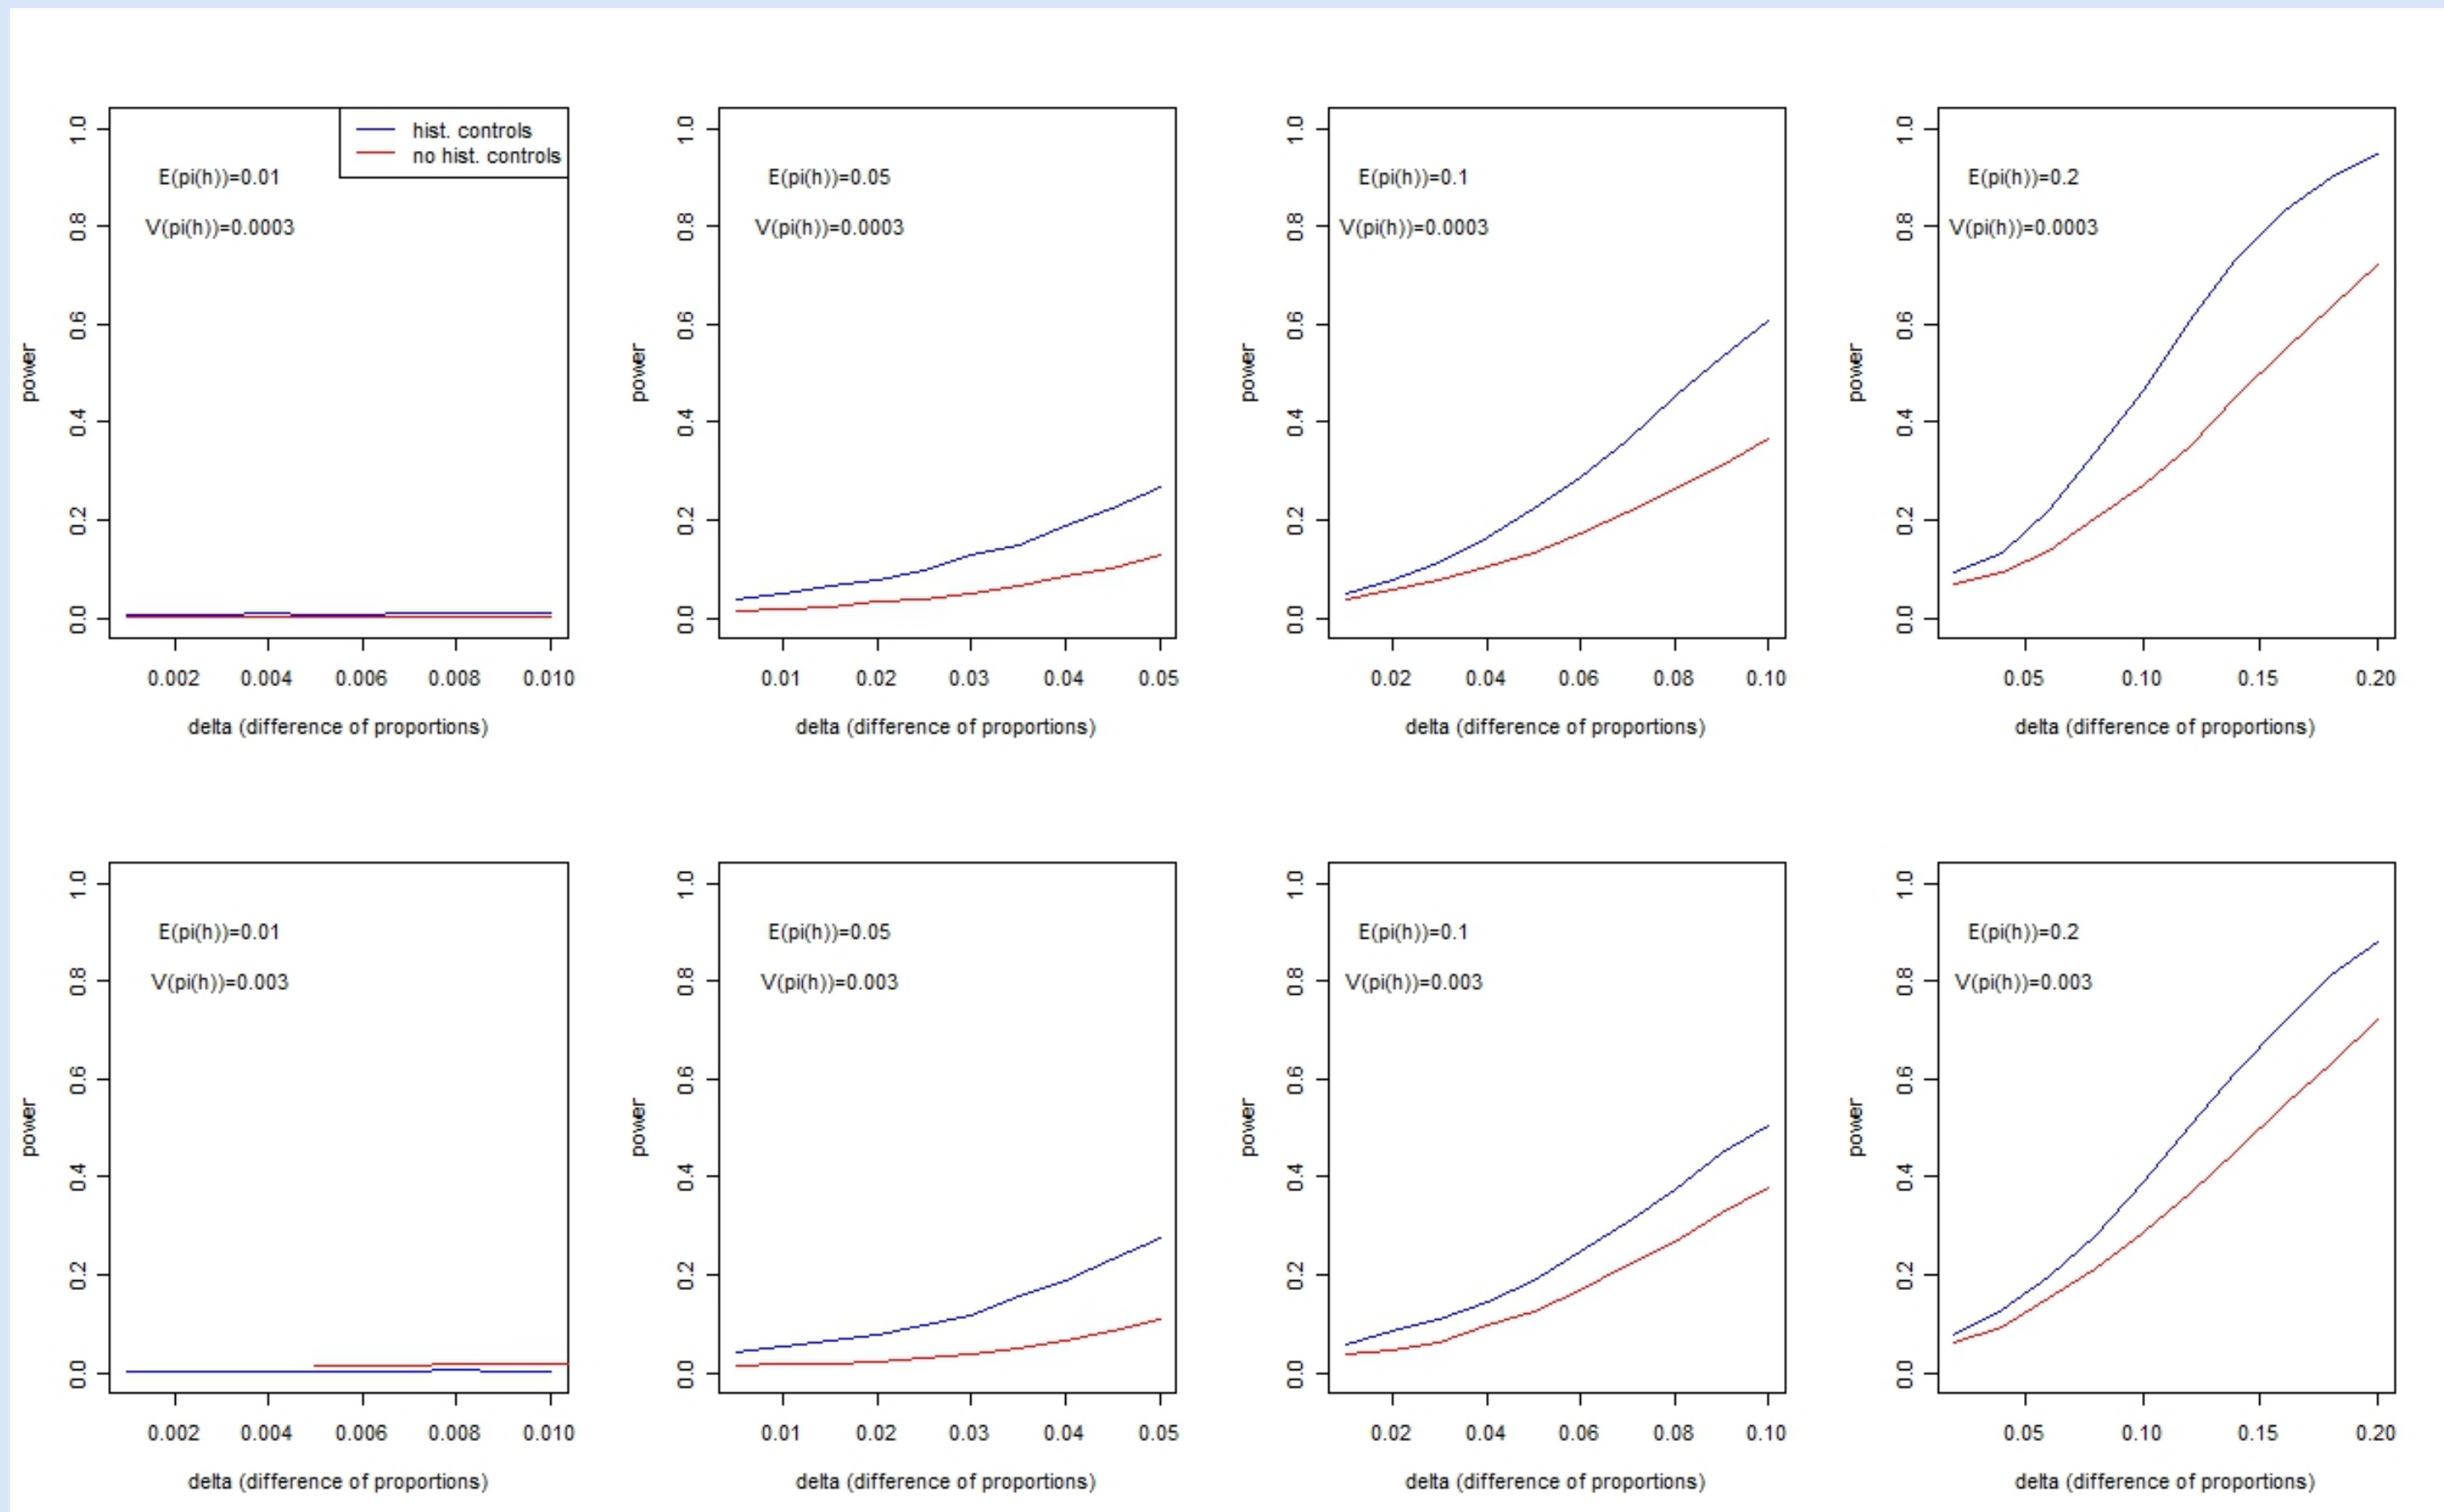 hist. controls
no hist. controls
E(pi(h))=0.01
V(pi(h))=0.0003
power
0.0 0.2 0.4 0.6 0.8 1.0
0.002 0.004 0.006 0.008 0.010
delta (difference of proportions)
E(pi(h))=0.05
V(pi(h))=0.0003
power
0.0 0.2 0.4 0.6 0.8 1.0
0.01 0.02 0.03 0.04 0.05
delta (difference of proportions)
E(pi(h))=0.1
V(pi(h))=0.0003
power
0.0 0.2 0.4 0.6 0.8 1.0
0.02 0.04 0.06 0.08 0.10
delta (difference of proportions)
E(pi(h))=0.2
V(pi(h))=0.0003
power
0.0 0.2 0.4 0.6 0.8 1.0
0.05 0.10 0.15 0.20
delta (difference of proportions)
E(pi(h))=0.01
V(pi(h))=0.003
power
0.0 0.2 0.4 0.6 0.8 1.0
0.002 0.004 0.006 0.008 0.010
delta (difference of proportions)
E(pi(h))=0.05
V(pi(h))=0.003
power
0.0 0.2 0.4 0.6 0.8 1.0
0.01 0.02 0.03 0.04 0.05
delta (difference of proportions)
E(pi(h))=0.1
V(pi(h))=0.003
power
0.0 0.2 0.4 0.6 0.8 1.0
0.02 0.04 0.06 0.08 0.10
delta (difference of proportions)
E(pi(h))=0.2
V(pi(h))=0.003
power
0.0 0.2 0.4 0.6 0.8 1.0
0.05 0.10 0.15 0.20
delta (difference of proportions)